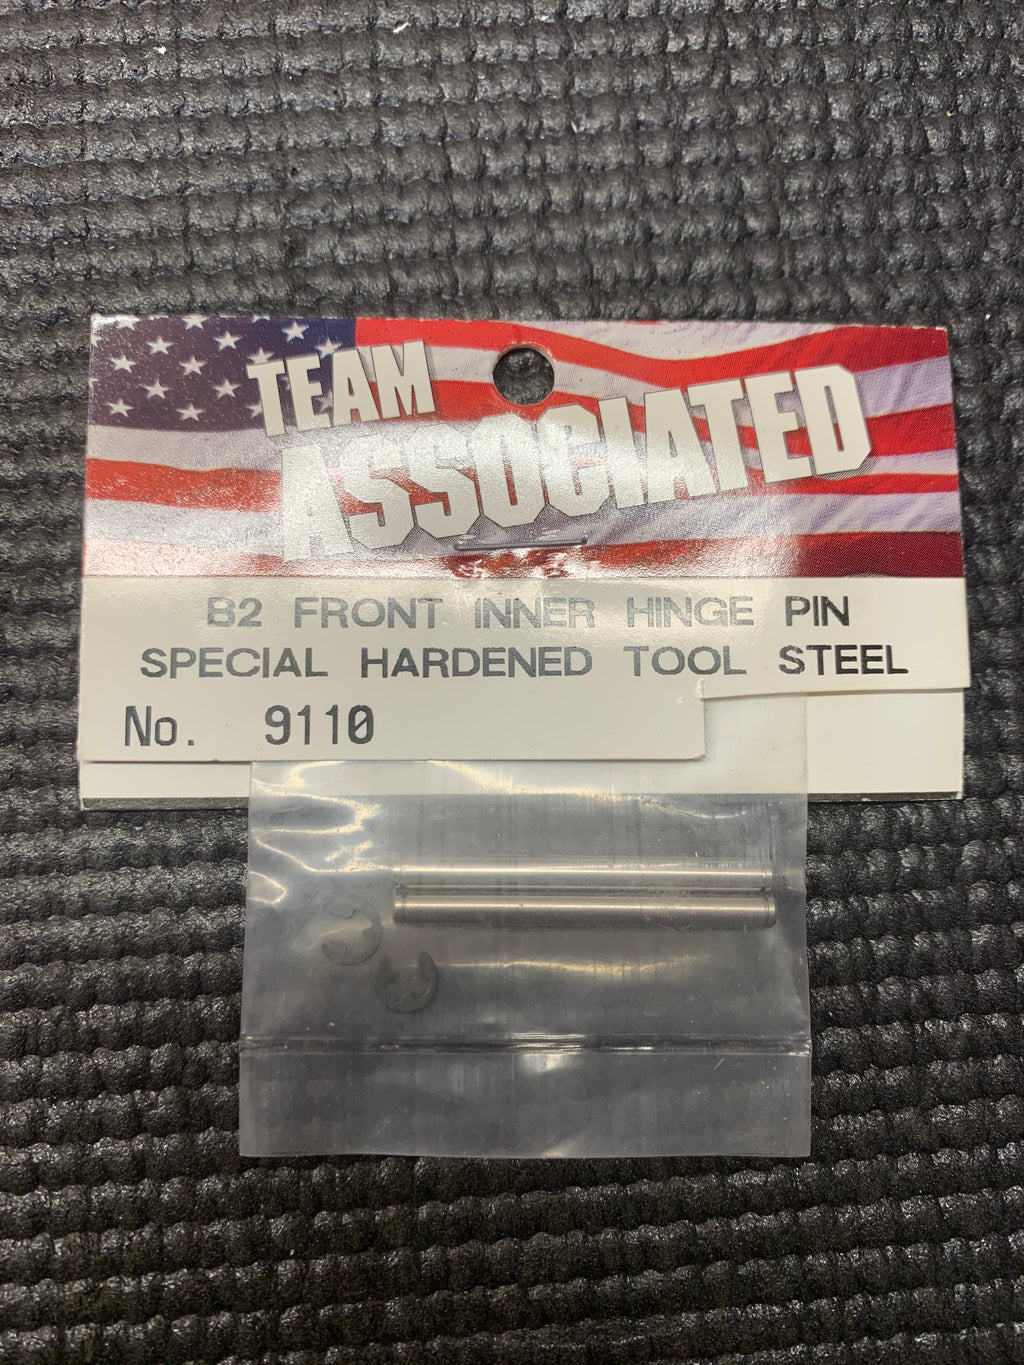 TEAM
ASSOCIATED
B2 FRONT INNER HINGE PIN
SPECIAL HARDENED TOOL STEEL
No. 9110